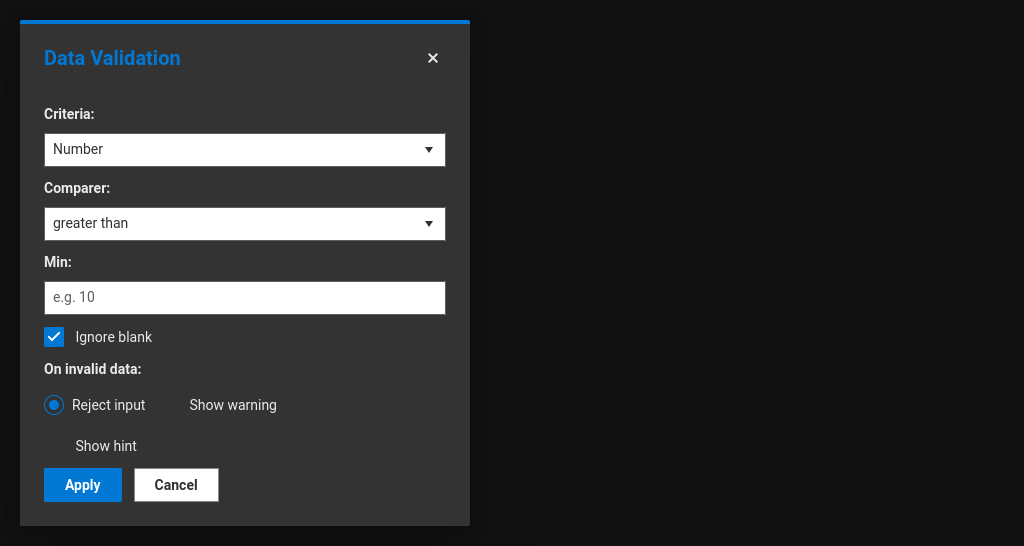 Data Validation
Criteria:
Number
Comparer:
greater than
Min:
e.g. 10
Ignore blank
On invalid data:
Reject input Show warning
Show hint
Apply Cancel